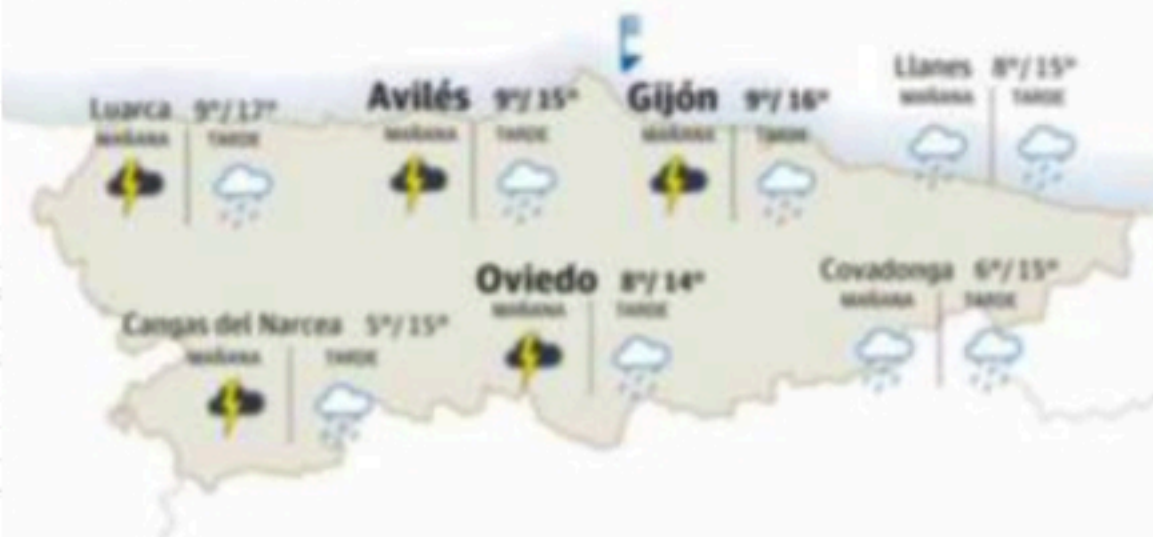 Llanes 8°/15°
MAÑANA TARDE
Luarca 9°/17°
MAÑANA TARDE
Avilés 9°/15°
MAÑANA TARDE
Gijón 9°/16°
MAÑANA TARDE
Covadonga 6°/15°
MAÑANA TARDE
Oviedo 8°/14°
MAÑANA TARDE
Cangas del Narcea 5°/15°
MAÑANA TARDE